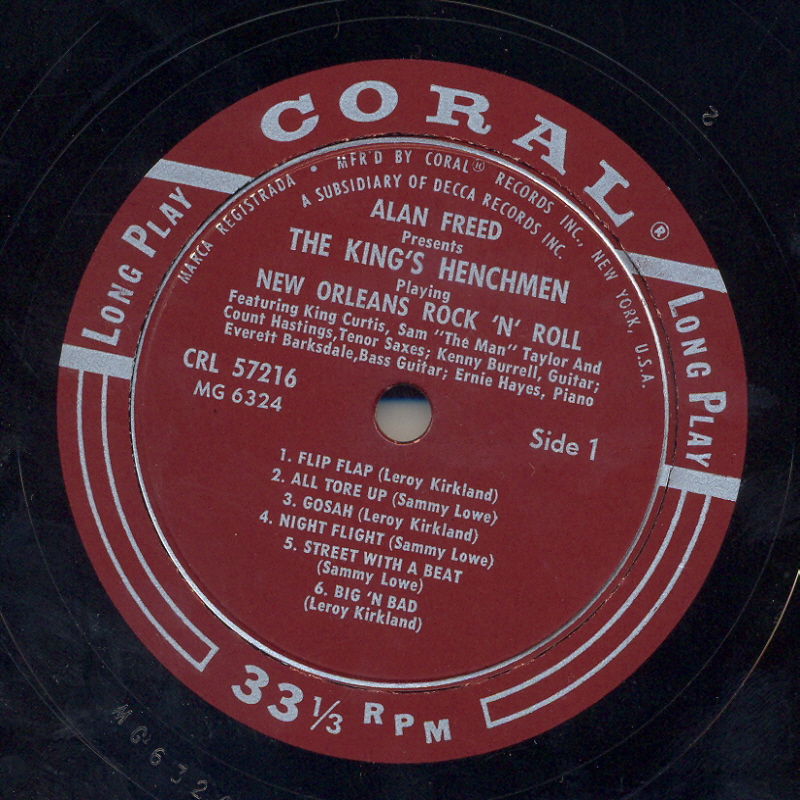 CORAL®
MARCA REGISTRADA • MFR'D BY CORAL® RECORDS INC., NEW YORK, U.S.A.
A SUBSIDIARY OF DECCA RECORDS INC.
LONG PLAY
LONG PLAY
ALAN FREED
Presents
THE KING'S HENCHMEN
Playing
NEW ORLEANS ROCK 'N' ROLL
Featuring King Curtis, Sam "The Man" Taylor And
Count Hastings, Tenor Saxes; Kenny Burrell, Guitar;
Everett Barksdale, Bass Guitar; Ernie Hayes, Piano
CRL 57216
MG 6324
Side 1
1. FLIP FLAP (Leroy Kirkland)
2. ALL TORE UP (Sammy Lowe)
3. GOSAH (Leroy Kirkland)
4. NIGHT FLIGHT (Sammy Lowe)
5. STREET WITH A BEAT
(Sammy Lowe)
6. BIG 'N BAD
(Leroy Kirkland)
33 1/3 RPM